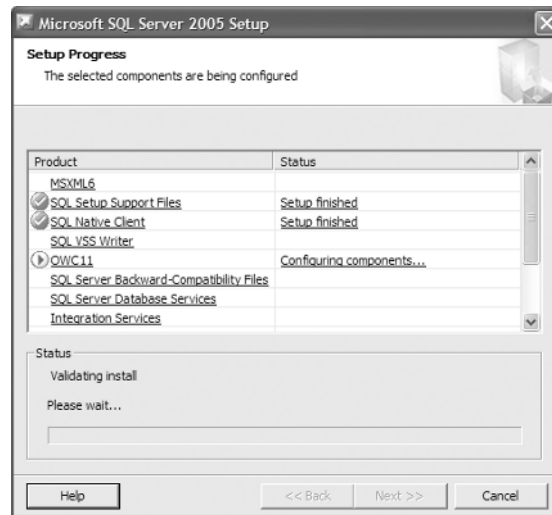 Microsoft SQL Server 2005 Setup
Setup Progress
The selected components are being configured
Product Status
MSXML6
SQL Setup Support Files Setup finished
SQL Native Client Setup finished
SQL VSS Writer
OWC11 Configuring components...
SQL Server Backward-Compatibility Files
SQL Server Database Services
Integration Services
Status
Validating install
Please wait...
Help << Back Next >> Cancel